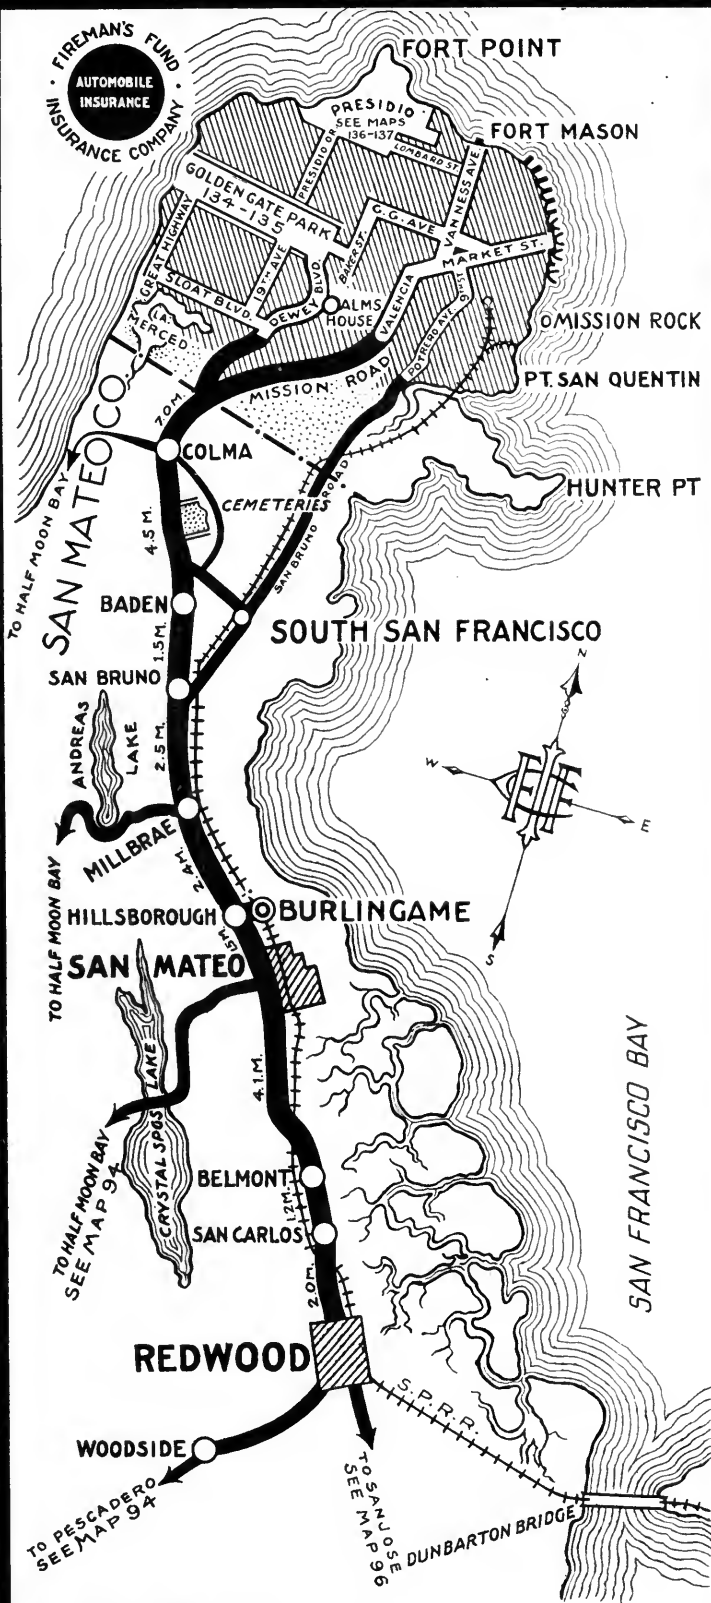 FIREMAN'S FUND
INSURANCE COMPANY
AUTOMOBILE
INSURANCE
FORT POINT
PRESIDIO
SEE MAPS
136-137
FORT MASON
LOMBARD ST.
PRESIDIO DR.
VAN NESS AVE
GOLDEN GATE PARK
134-135
G.G. AVE
GREAT HIGHWAY
BAKER ST.
MARKET ST.
19TH AVE
9TH ST
SLOAT BLVD.
DEWEY BLVD.
ALMS
HOUSE
VALENCIA
POTRERO AVE.
LA.
MERCED
MISSION ROCK
MISSION ROAD
PT. SAN QUENTIN
7.0 M.
SAN MATEO CO.
COLMA
TO HALF MOON BAY
CEMETERIES
HUNTER PT
4.5 M.
SAN BRUNO ROAD
BADEN
SOUTH SAN FRANCISCO
1.5 M.
SAN BRUNO
N
ANDREAS
LAKE
2.5 M.
W
E
S
MILLBRAE
2.4 M.
TO HALF MOON BAY
HILLSBOROUGH
BURLINGAME
1.5M.
SAN MATEO
4.1 M.
CRYSTAL SPGS LAKE
TO HALF MOON BAY
SEE MAP 94
SAN FRANCISCO BAY
BELMONT
1.2M.
SAN CARLOS
2.0M.
REDWOOD
S.P.R.R.
WOODSIDE
TO PESCADERO
SEE MAP 94
TO SAN JOSE
SEE MAP 96
DUNBARTON BRIDGE